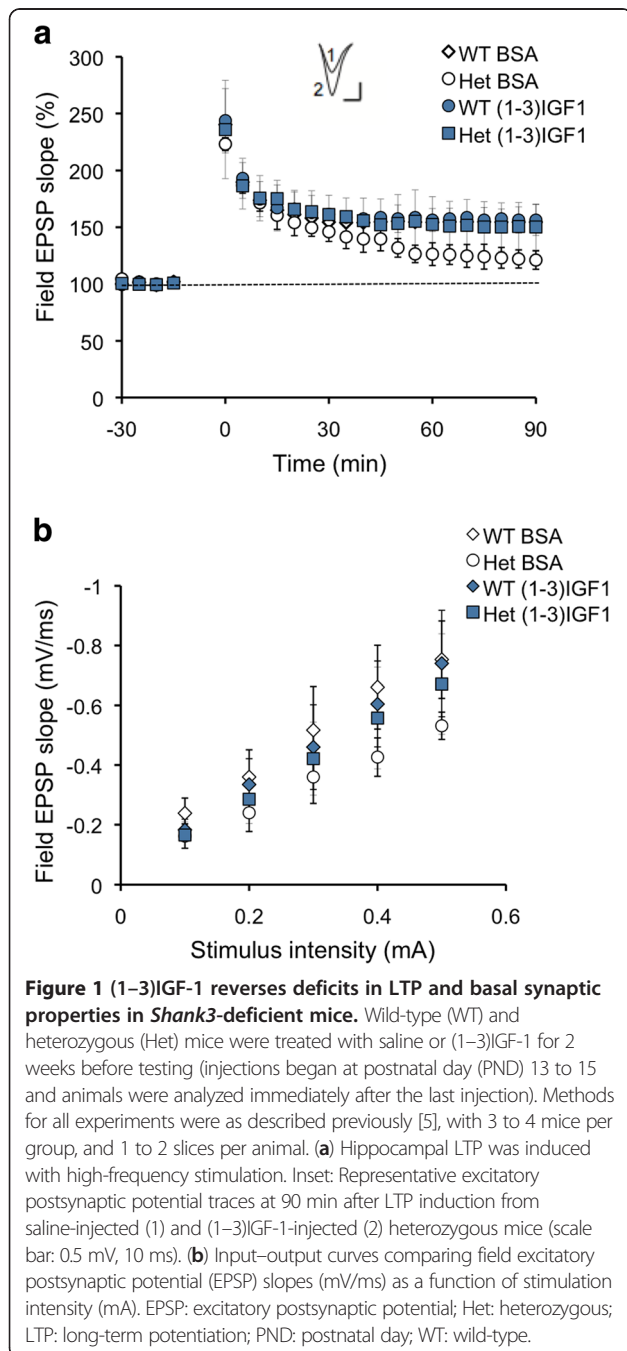 a
300
250
200
150
100
50
0
Field EPSP slope (%)
-30
0
30
60
90
Time (min)
1
2
WT BSA
Het BSA
WT (1-3)IGF1
Het (1-3)IGF1
b
-1
-0.8
-0.6
-0.4
-0.2
0
Field EPSP slope (mV/ms)
0
0.2
0.4
0.6
Stimulus intensity (mA)
WT BSA
Het BSA
WT (1-3)IGF1
Het (1-3)IGF1
Figure 1 (1–3)IGF-1 reverses deficits in LTP and basal synaptic
properties in Shank3-deficient mice. Wild-type (WT) and
heterozygous (Het) mice were treated with saline or (1–3)IGF-1 for 2
weeks before testing (injections began at postnatal day (PND) 13 to 15
and animals were analyzed immediately after the last injection). Methods
for all experiments were as described previously [5], with 3 to 4 mice per
group, and 1 to 2 slices per animal. (a) Hippocampal LTP was induced
with high-frequency stimulation. Inset: Representative excitatory
postsynaptic potential traces at 90 min after LTP induction from
saline-injected (1) and (1–3)IGF-1-injected (2) heterozygous mice (scale
bar: 0.5 mV, 10 ms). (b) Input–output curves comparing field excitatory
postsynaptic potential (EPSP) slopes (mV/ms) as a function of stimulation
intensity (mA). EPSP: excitatory postsynaptic potential; Het: heterozygous;
LTP: long-term potentiation; PND: postnatal day; WT: wild-type.